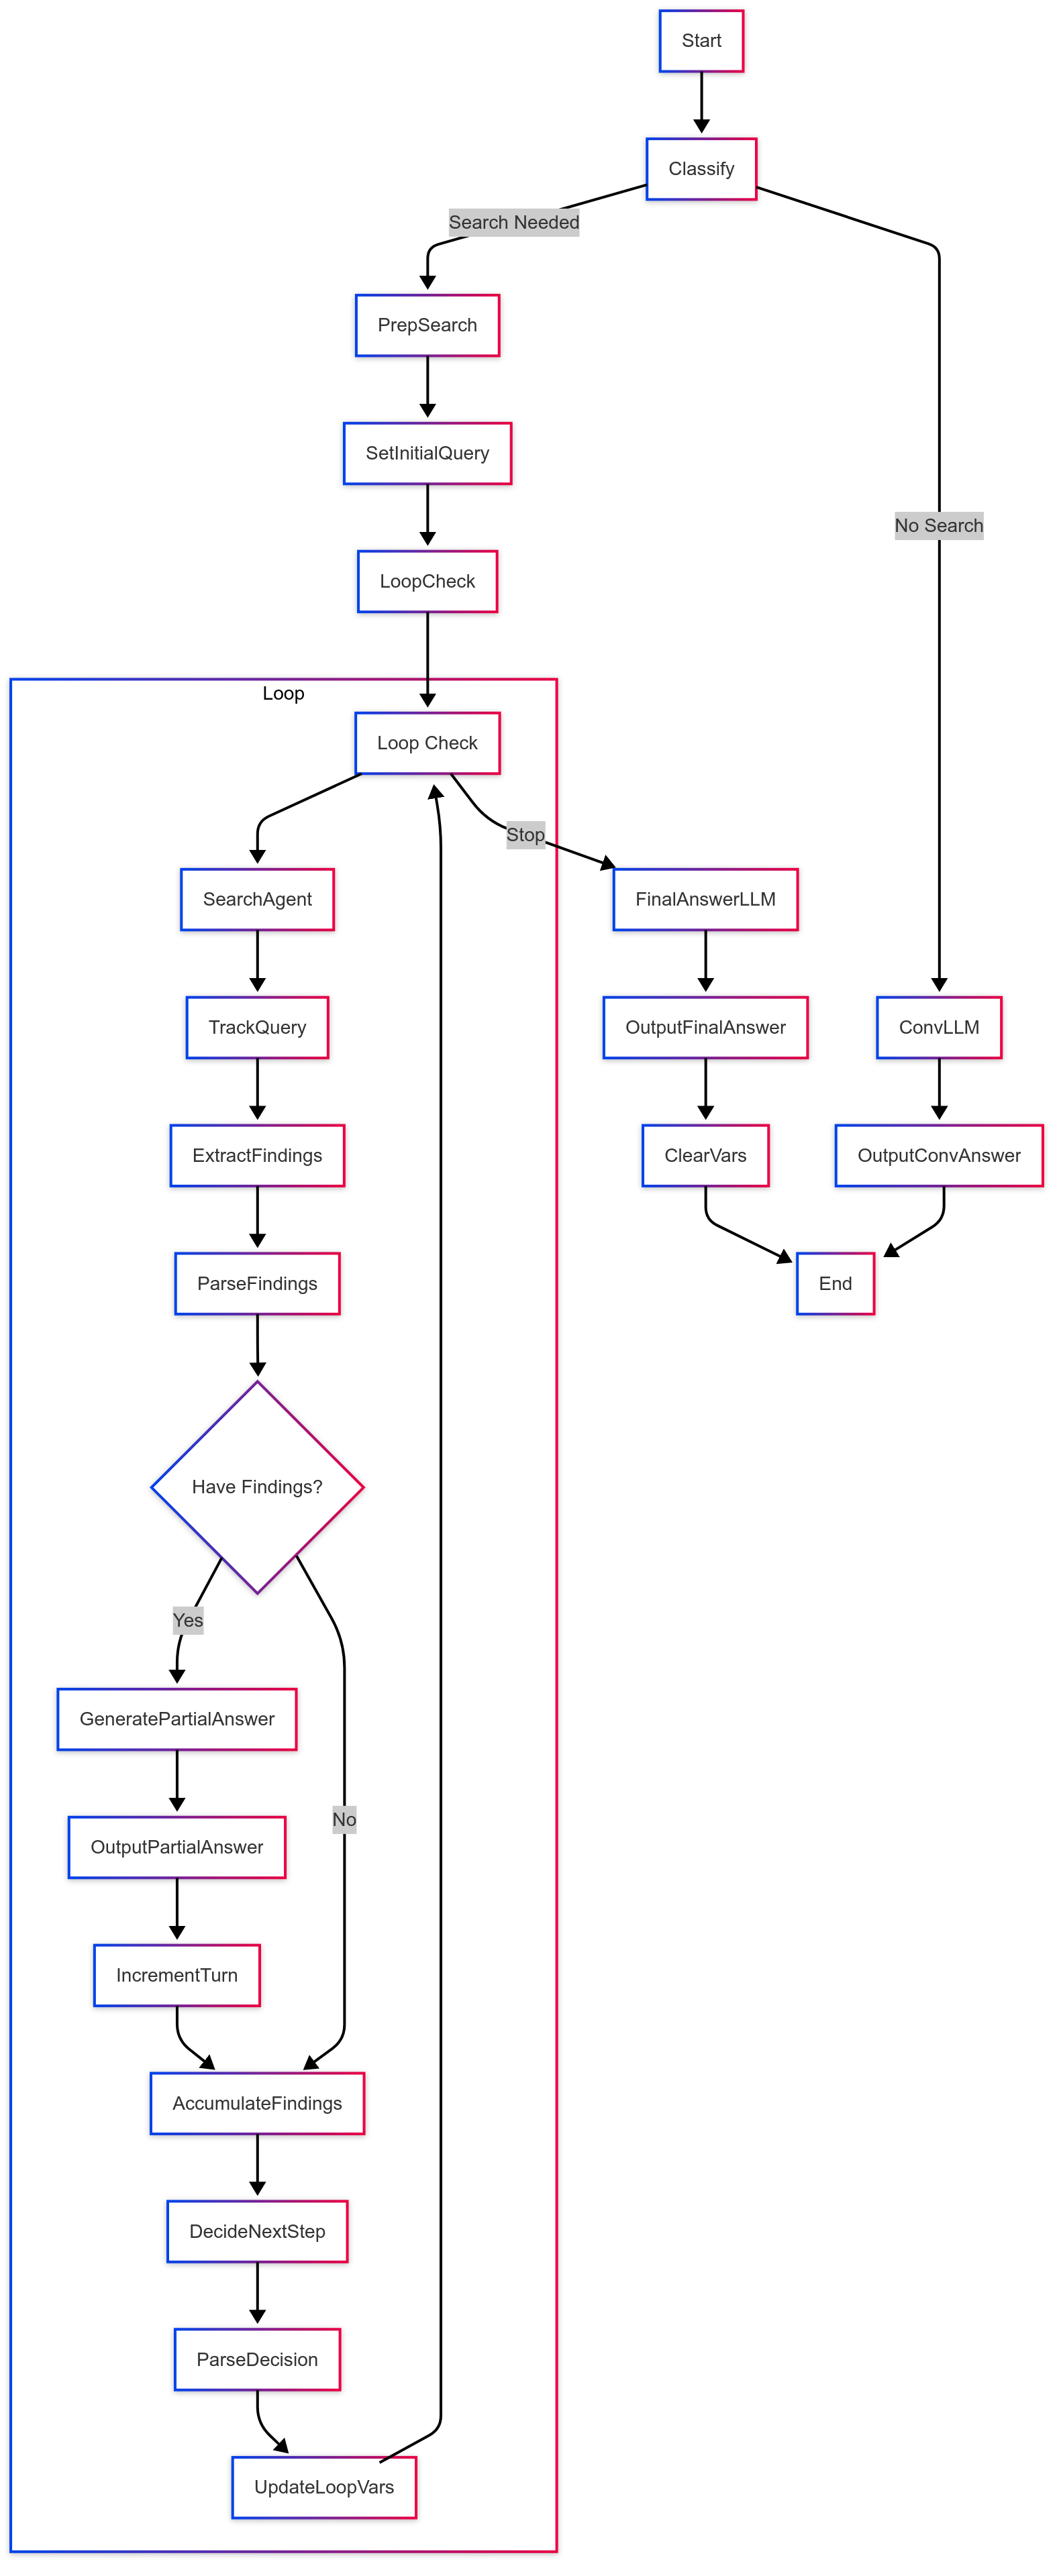 Start
Classify
Search Needed
PrepSearch
SetInitialQuery
No Search
LoopCheck
Loop
Loop Check
Stop
SearchAgent
FinalAnswerLLM
TrackQuery
OutputFinalAnswer
ConvLLM
ExtractFindings
ClearVars
OutputConvAnswer
ParseFindings
End
Have Findings?
Yes
GeneratePartialAnswer
No
OutputPartialAnswer
IncrementTurn
AccumulateFindings
DecideNextStep
ParseDecision
UpdateLoopVars